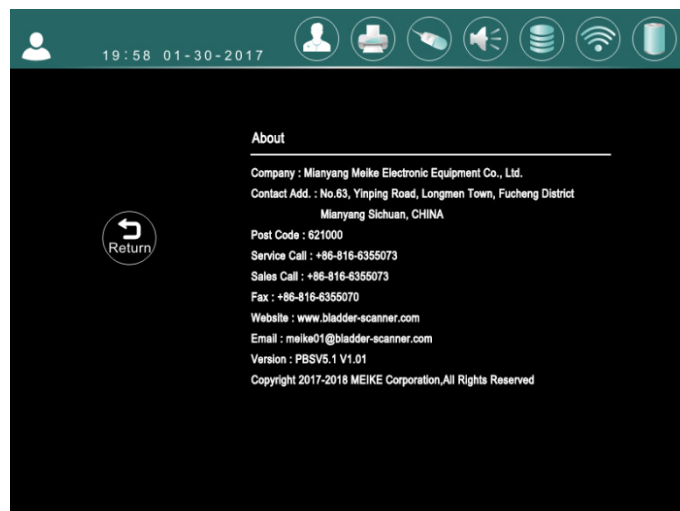 19:58 01-30-2017
About
Company : Mianyang Meike Electronic Equipment Co., Ltd.
Contact Add. : No.63, Yinping Road, Longmen Town, Fucheng District
Mianyang Sichuan, CHINA
Return
Post Code : 621000
Service Call : +86-816-6355073
Sales Call : +86-816-6355073
Fax : +86-816-6355070
Website : www.bladder-scanner.com
Email : meike01@bladder-scanner.com
Version : PBSV5.1 V1.01
Copyright 2017-2018 MEIKE Corporation,All Rights Reserved